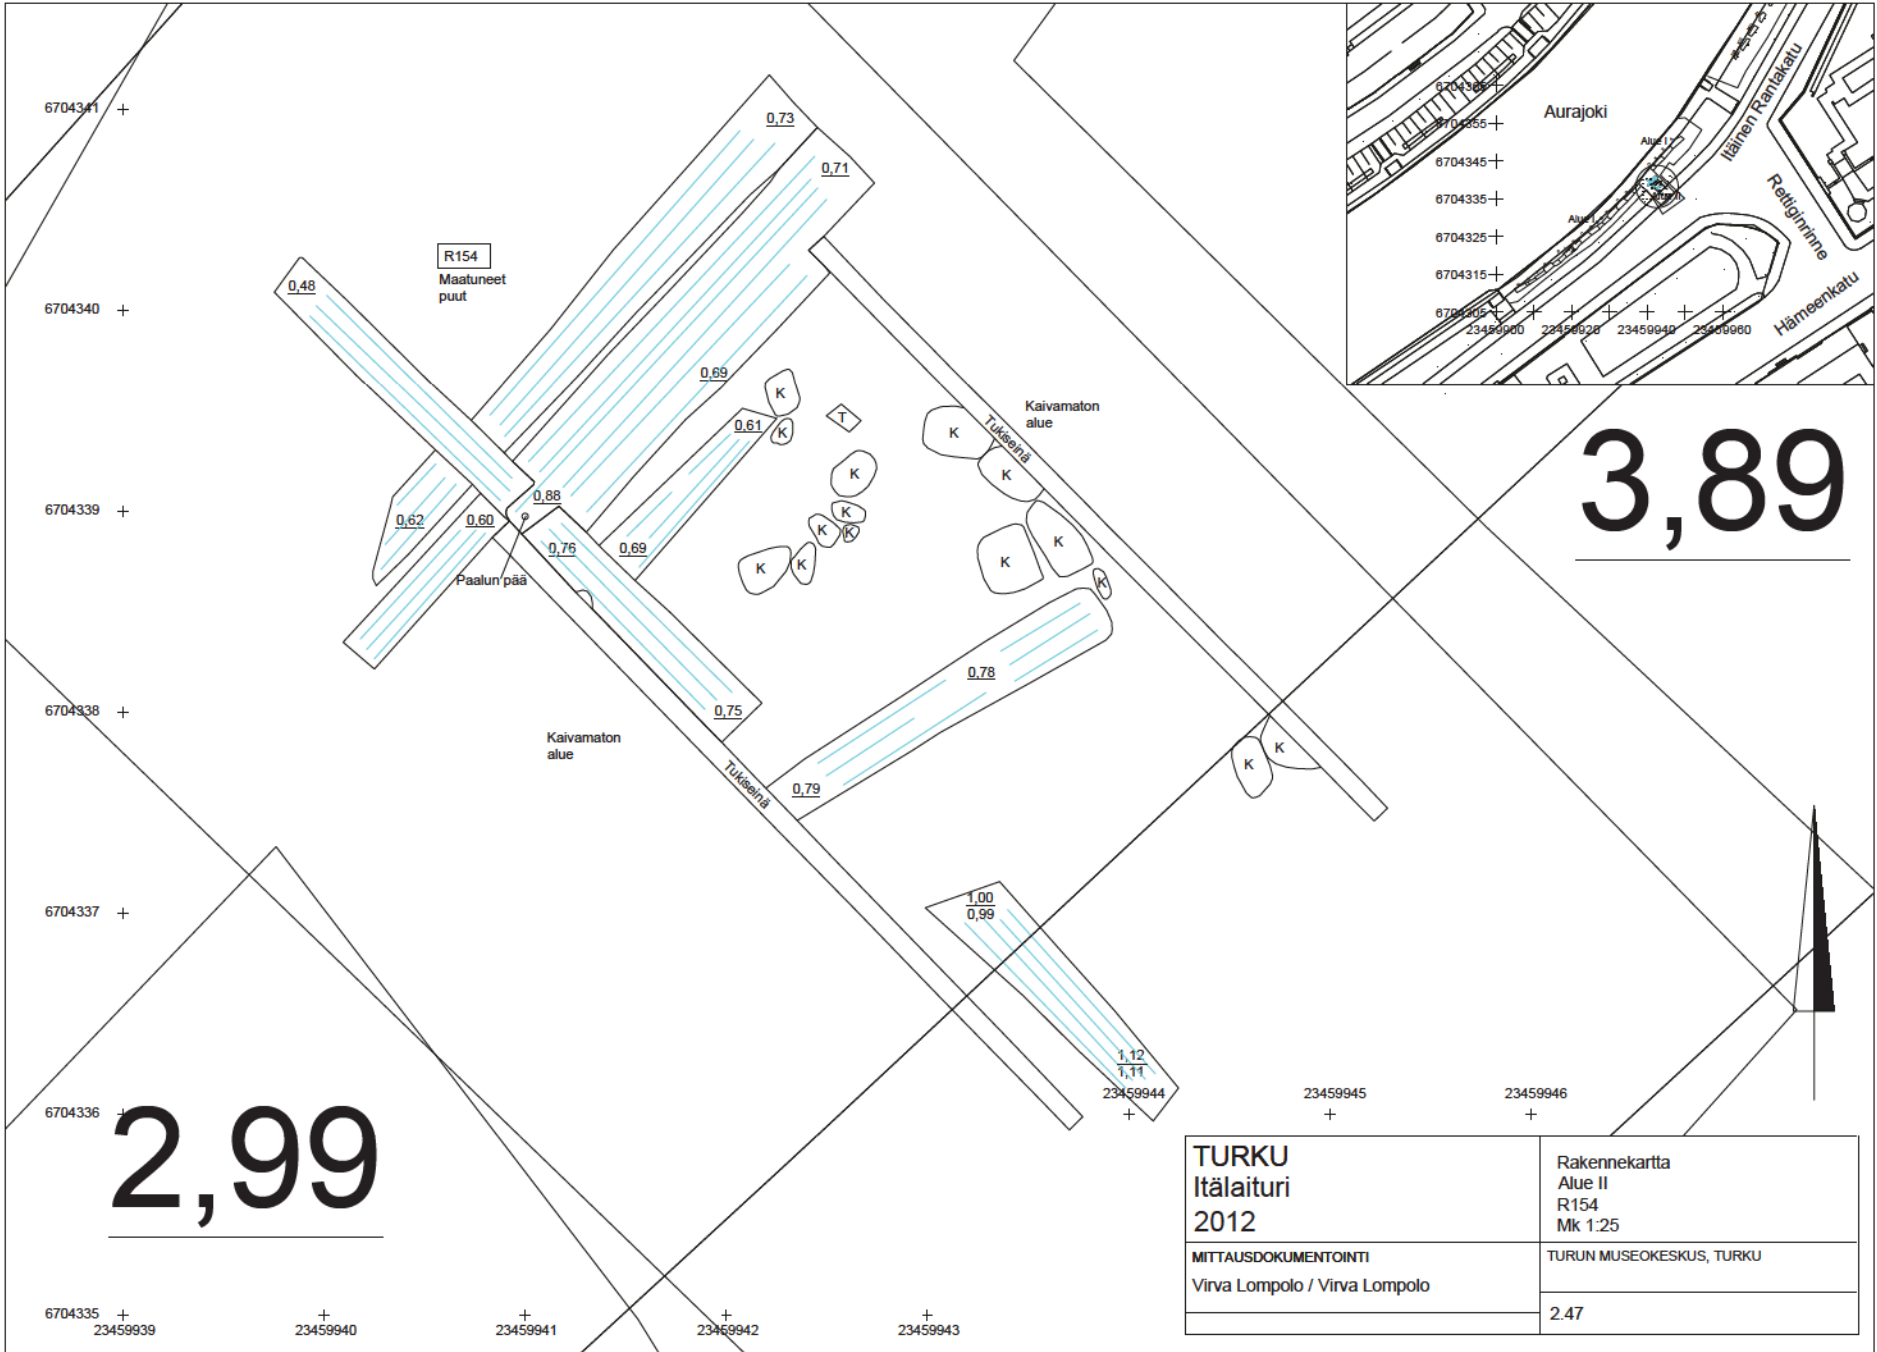 6704341
6704340
6704339
6704338
6704337
6704336
6704335
23459939
23459940
23459941
23459942
23459943
23459944
23459945
23459946
0,73
0,71
R154
Maatuneet
puut
0,48
0,69
0,61
K
K
T
K
K
K
K
K
K
K
K
K
K
K
K
K
Tukiseinä
Kaivamaton
alue
0,88
0,62
0,60
0,76
0,69
Paalun pää
0,78
0,75
0,79
Kaivamaton
alue
Tukiseinä
1,00
0,99
1,12
1,11
3,89
2,99
Aurajoki
Itäinen Rantakatu
Rettiginrinne
Hämeenkatu
Alue I
Alue I
6704355
6704345
6704335
6704325
6704315
6704305
23459900
23459920
23459940
23459960
TURKU
Itälaituri
2012
Rakennekartta
Alue II
R154
Mk 1:25
MITTAUSDOKUMENTOINTI
Virva Lompolo / Virva Lompolo
TURUN MUSEOKESKUS, TURKU
2.47